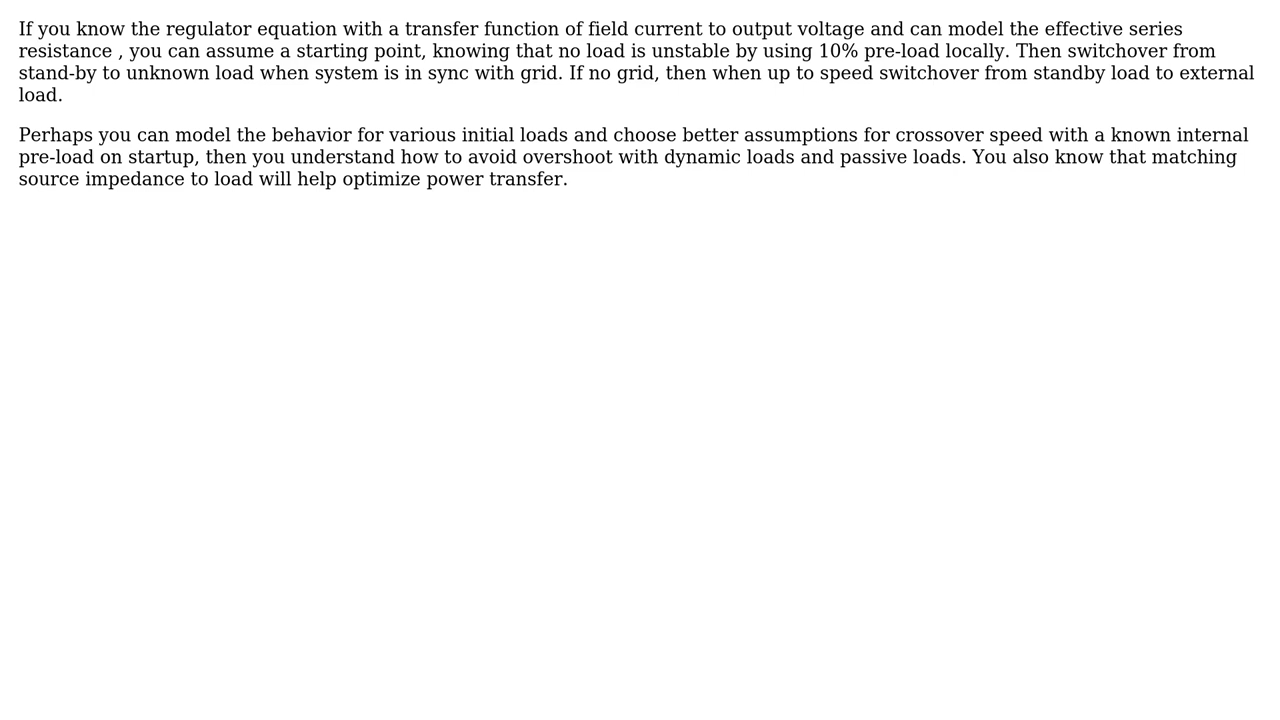 If you know the regulator equation with a transfer function of field current to output voltage and can model the effective series
resistance , you can assume a starting point, knowing that no load is unstable by using 10% pre-load locally. Then switchover from
stand-by to unknown load when system is in sync with grid. If no grid, then when up to speed switchover from standby load to external
load.
Perhaps you can model the behavior for various initial loads and choose better assumptions for crossover speed with a known internal
pre-load on startup, then you understand how to avoid overshoot with dynamic loads and passive loads. You also know that matching
source impedance to load will help optimize power transfer.